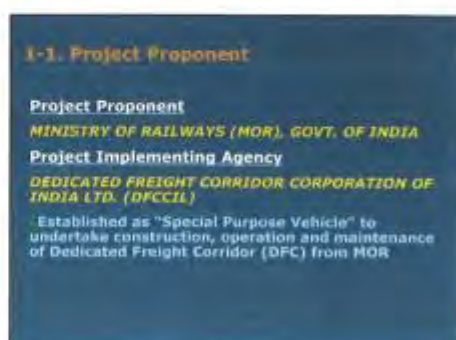 1-1. Project Proponent
Project Proponent
MINISTRY OF RAILWAYS (MOR), GOVT. OF INDIA
Project Implementing Agency
DEDICATED FREIGHT CORRIDOR CORPORATION OF
INDIA LTD. (DFCCIL)
Established as "Special Purpose Vehicle" to
undertake construction, operation and maintenance
of Dedicated Freight Corridor (DFC) from MOR